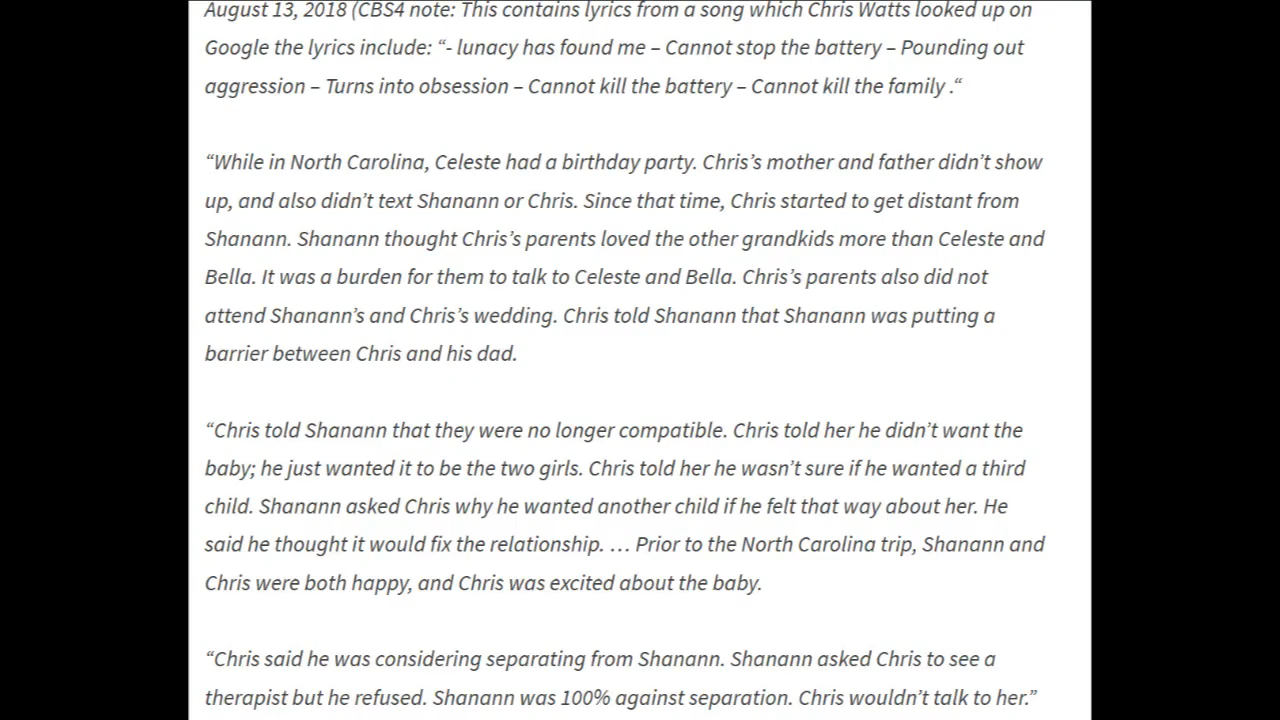 August 13, 2018 (CBS4 note: This contains lyrics from a song which Chris Watts looked up on
Google the lyrics include: “- lunacy has found me – Cannot stop the battery – Pounding out
aggression – Turns into obsession – Cannot kill the battery – Cannot kill the family .“
“While in North Carolina, Celeste had a birthday party. Chris’s mother and father didn’t show
up, and also didn’t text Shanann or Chris. Since that time, Chris started to get distant from
Shanann. Shanann thought Chris’s parents loved the other grandkids more than Celeste and
Bella. It was a burden for them to talk to Celeste and Bella. Chris’s parents also did not
attend Shanann’s and Chris’s wedding. Chris told Shanann that Shanann was putting a
barrier between Chris and his dad.
“Chris told Shanann that they were no longer compatible. Chris told her he didn’t want the
baby; he just wanted it to be the two girls. Chris told her he wasn’t sure if he wanted a third
child. Shanann asked Chris why he wanted another child if he felt that way about her. He
said he thought it would fix the relationship. … Prior to the North Carolina trip, Shanann and
Chris were both happy, and Chris was excited about the baby.
“Chris said he was considering separating from Shanann. Shanann asked Chris to see a
therapist but he refused. Shanann was 100% against separation. Chris wouldn’t talk to her.”